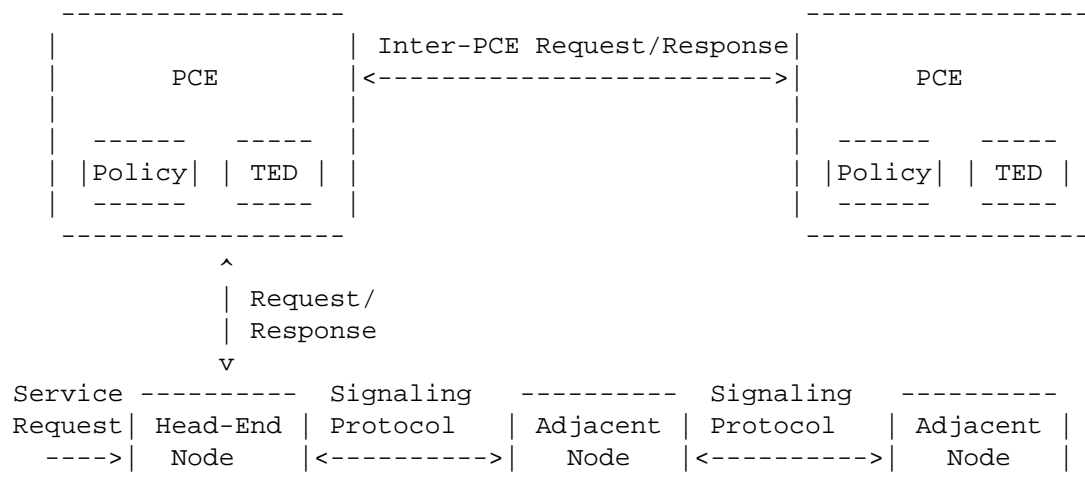 Inter-PCE Request/Response
PCE PCE
Policy TED Policy TED
Request/
Response
Service Signaling Signaling
Request Head-End Protocol Adjacent Protocol Adjacent
Node Node Node